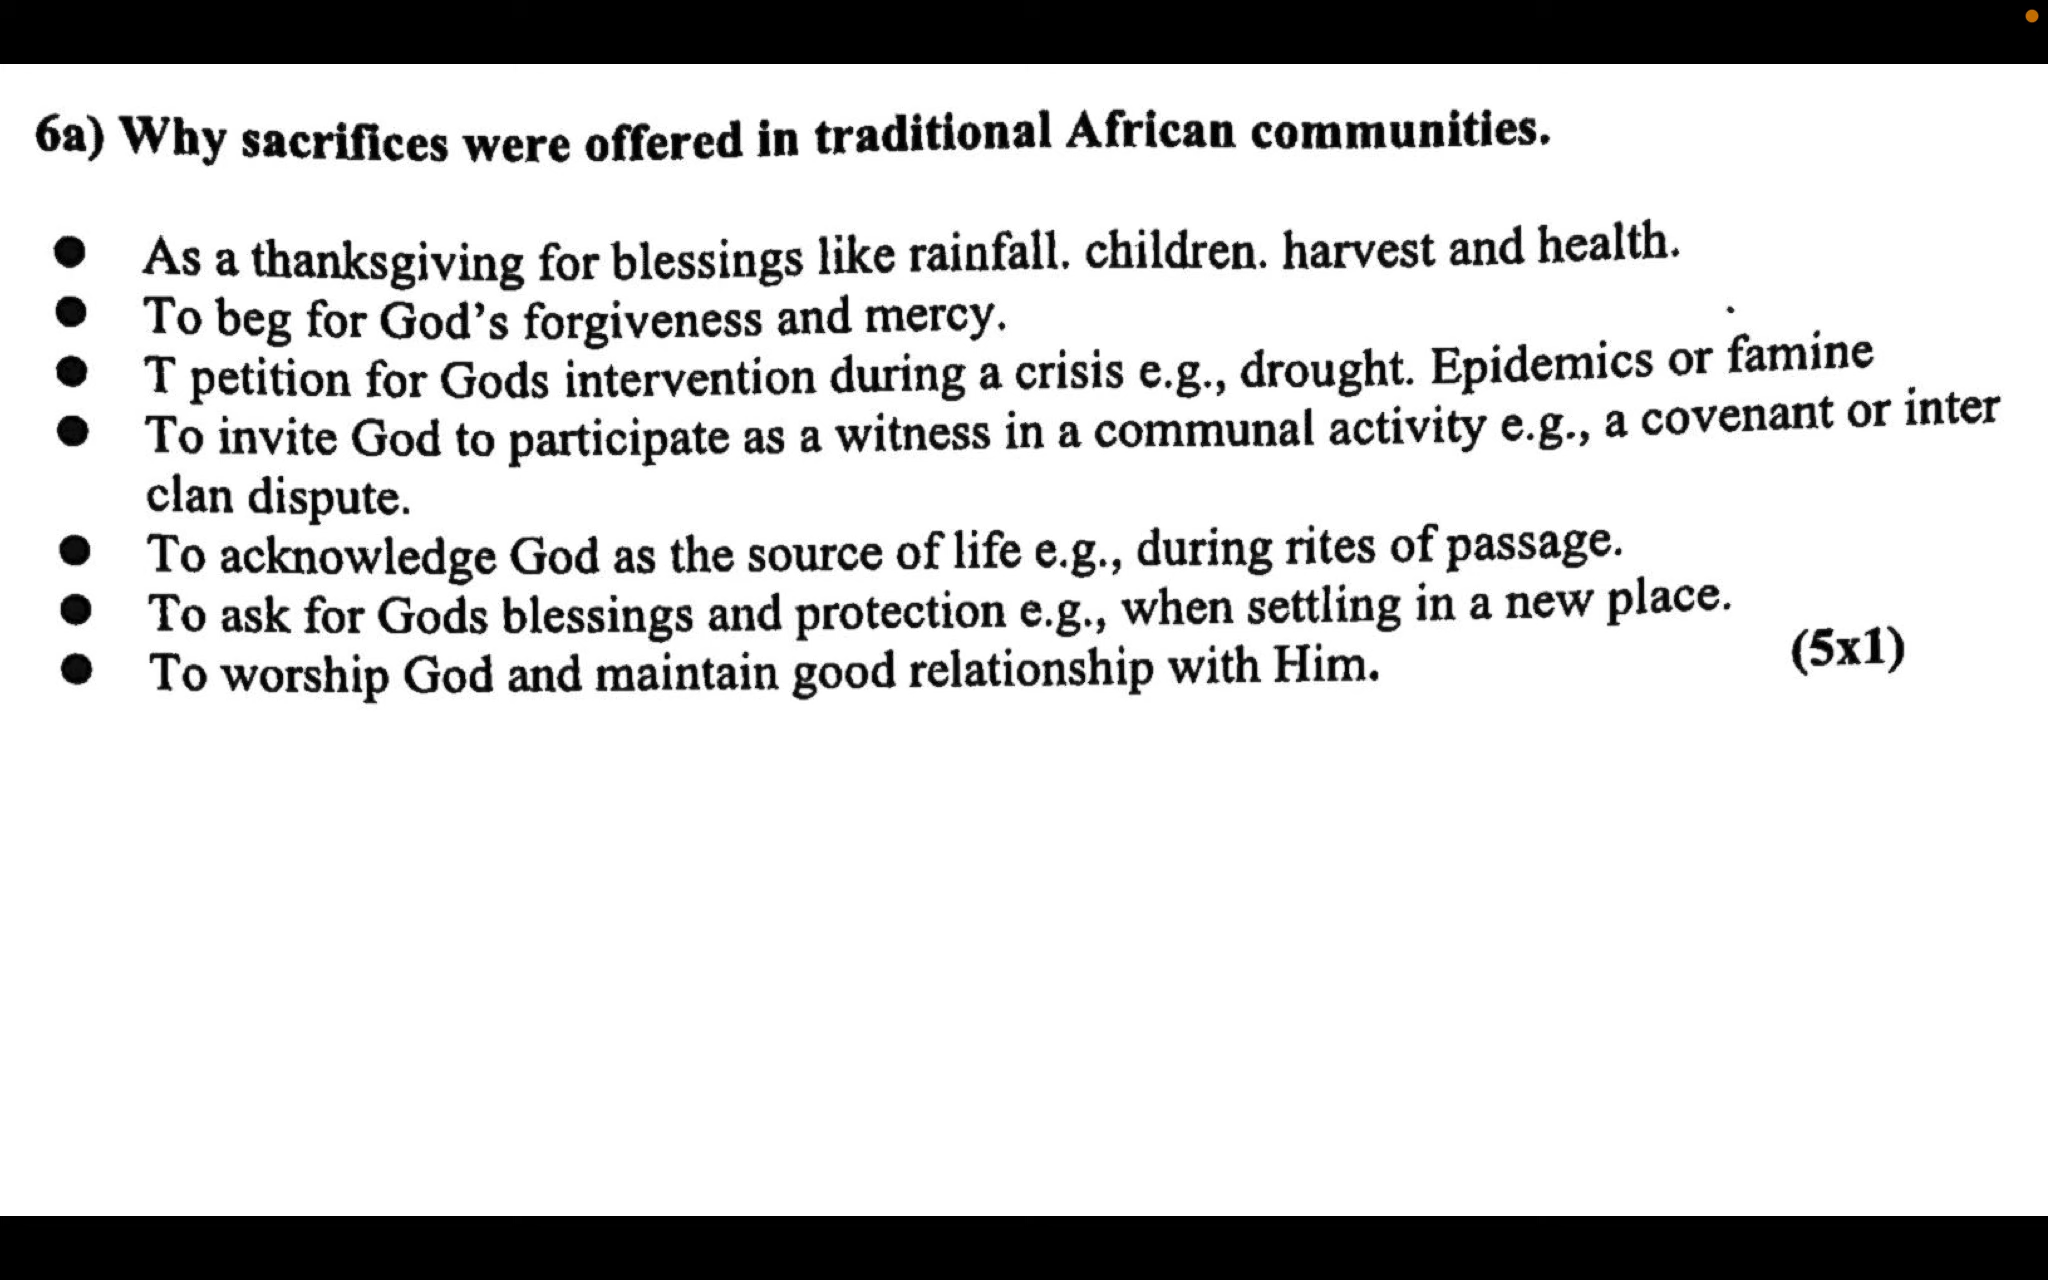 6a) Why sacrifices were offered in traditional African communities.
● As a thanksgiving for blessings like rainfall. children. harvest and health.
● To beg for God's forgiveness and mercy.
● T petition for Gods intervention during a crisis e.g., drought. Epidemics or famine
● To invite God to participate as a witness in a communal activity e.g., a covenant or inter
clan dispute.
● To acknowledge God as the source of life e.g., during rites of passage.
● To ask for Gods blessings and protection e.g., when settling in a new place.
● To worship God and maintain good relationship with Him.
(5x1)